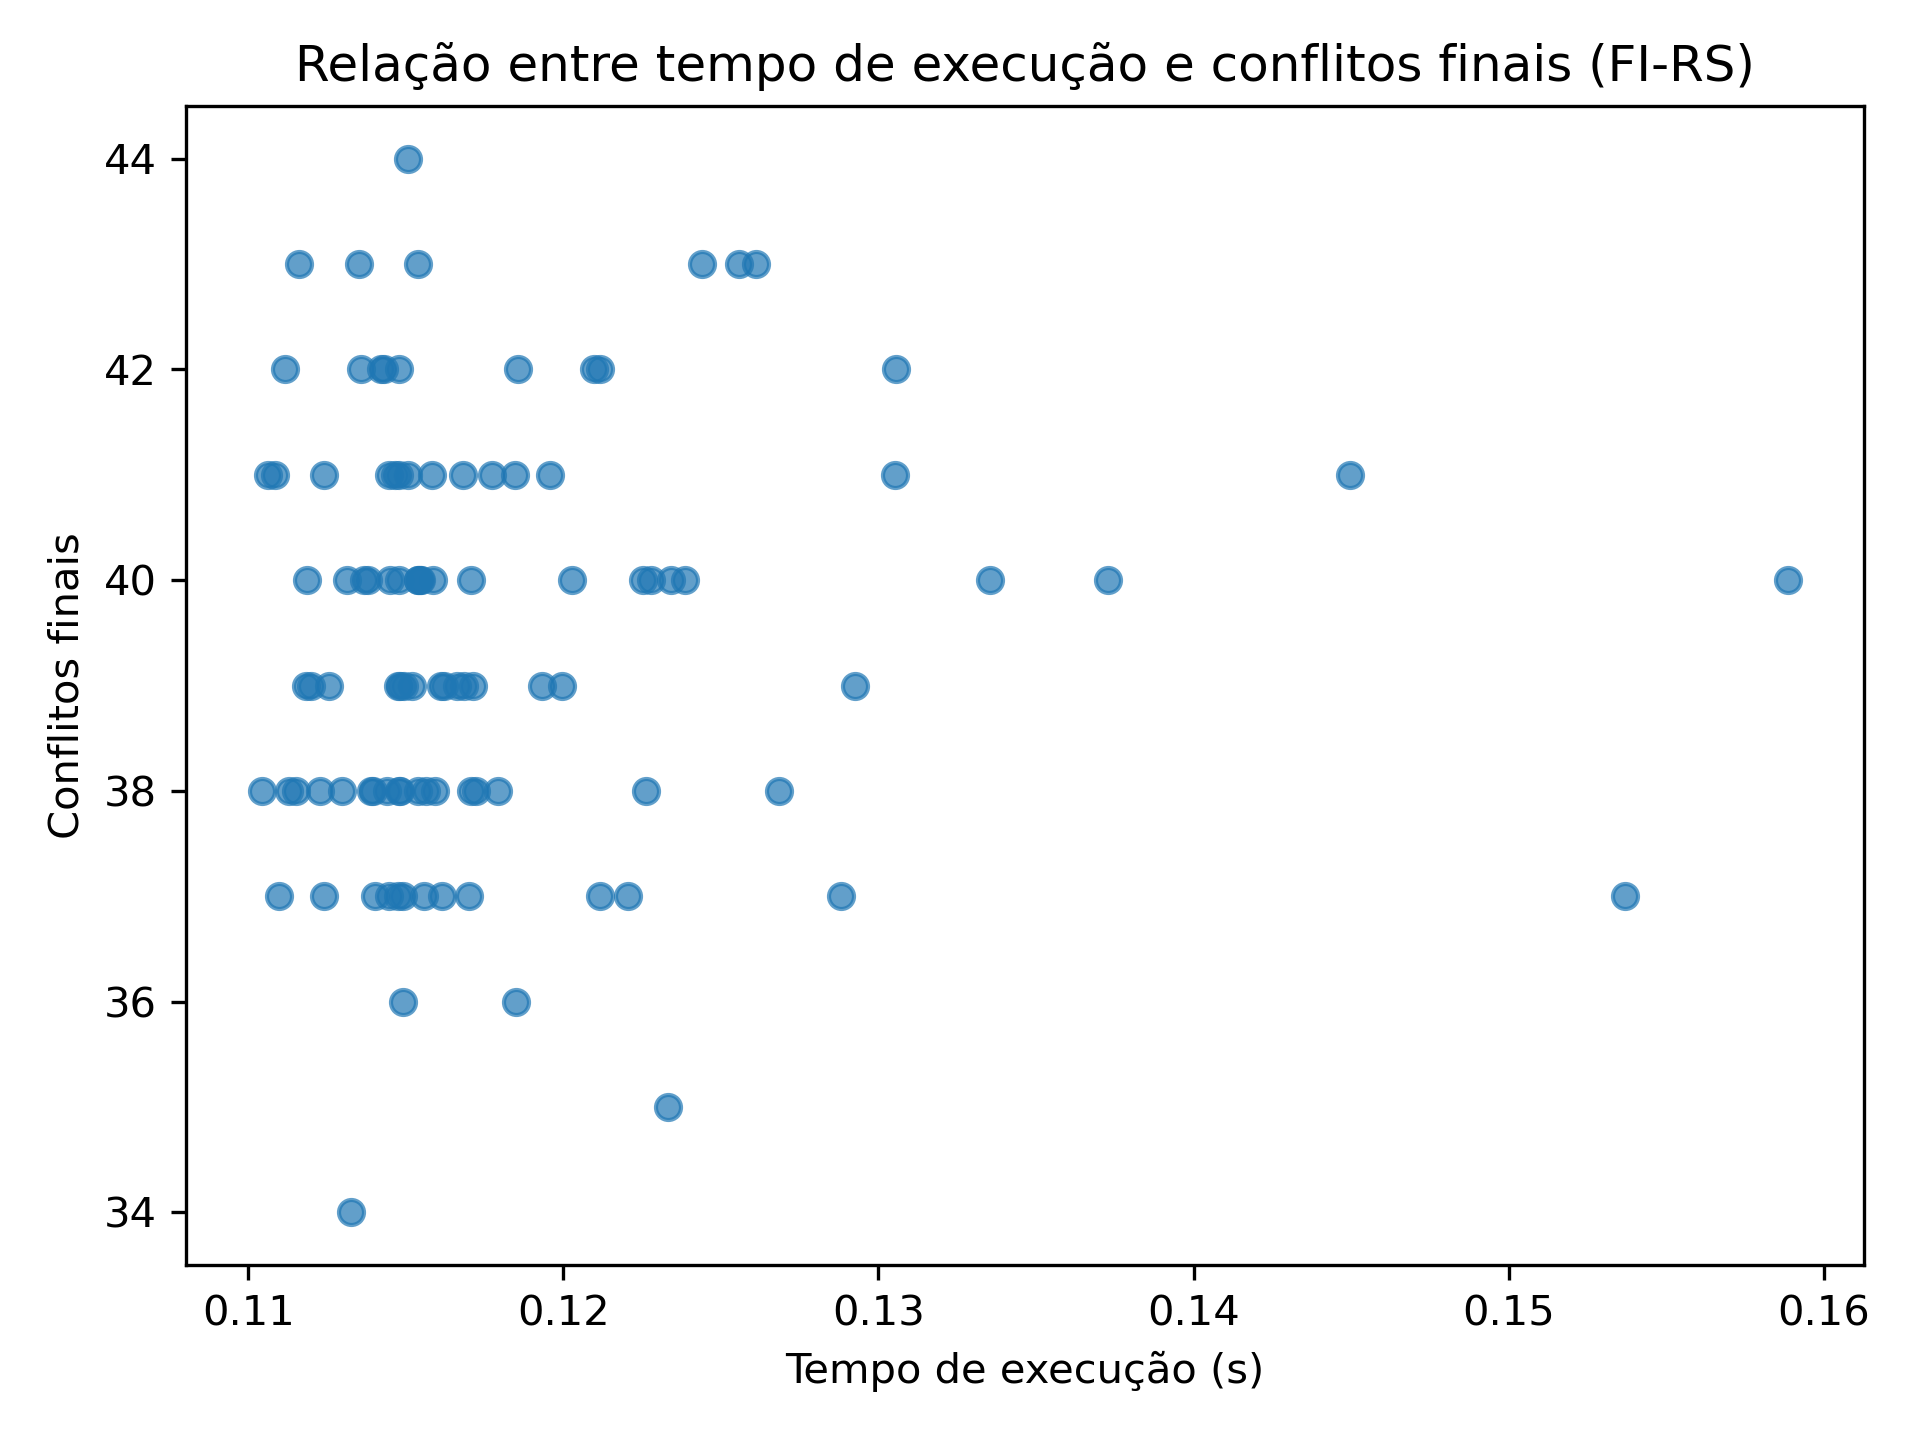 Relação entre tempo de execução e conflitos finais (FI-RS)
Conflitos finais
44
42
40
38
36
34
0.11 0.12 0.13 0.14 0.15 0.16
Tempo de execução (s)